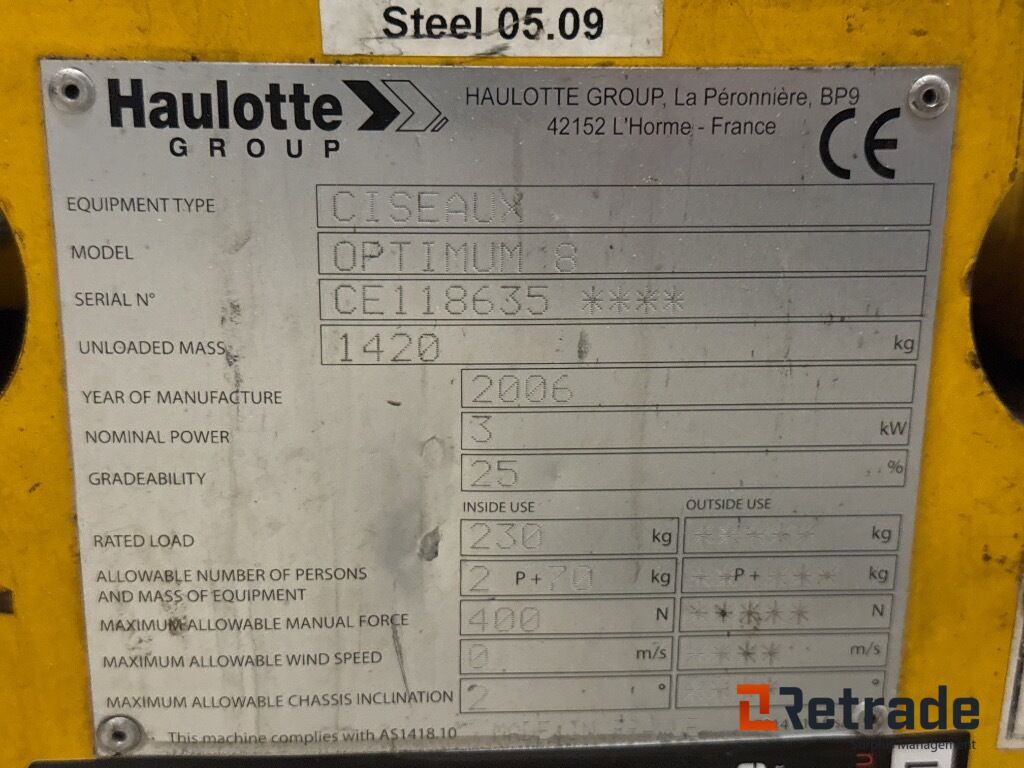 Steel 05.09
Haulotte
GROUP
HAULOTTE GROUP, La Péronnière, BP9
42152 L'Horme - France
CE
EQUIPMENT TYPE CISEAUX
MODEL OPTIMUM 8
SERIAL N° CE118635 ****
UNLOADED MASS 1420 kg
YEAR OF MANUFACTURE 2006
NOMINAL POWER 3 kW
GRADEABILITY 25 %
INSIDE USE OUTSIDE USE
RATED LOAD 230 kg ***** kg
ALLOWABLE NUMBER OF PERSONS
AND MASS OF EQUIPMENT 2 P + 70 kg **P + *** kg
MAXIMUM ALLOWABLE MANUAL FORCE 400 N ***** N
MAXIMUM ALLOWABLE WIND SPEED 0 m/s **** m/s
MAXIMUM ALLOWABLE CHASSIS INCLINATION 2 ° °
This machine complies with AS1418.10 MADE IN
Retrade
Surplus Management